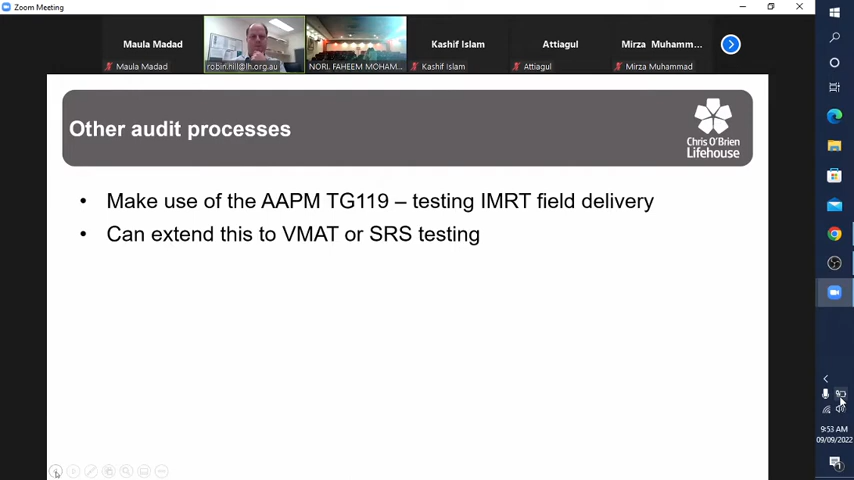 Zoom Meeting
Maula Madad
Kashif Islam
Attiagul
Mirza Muhamm...
Maula Madad
robin.hill@lh.org.au
NORI, FAHEEM MOHAM...
Kashif Islam
Attiagul
Mirza Muhammad
Other audit processes
Chris O'Brien
Lifehouse
• Make use of the AAPM TG119 – testing IMRT field delivery
• Can extend this to VMAT or SRS testing
9:53 AM
09/09/2022